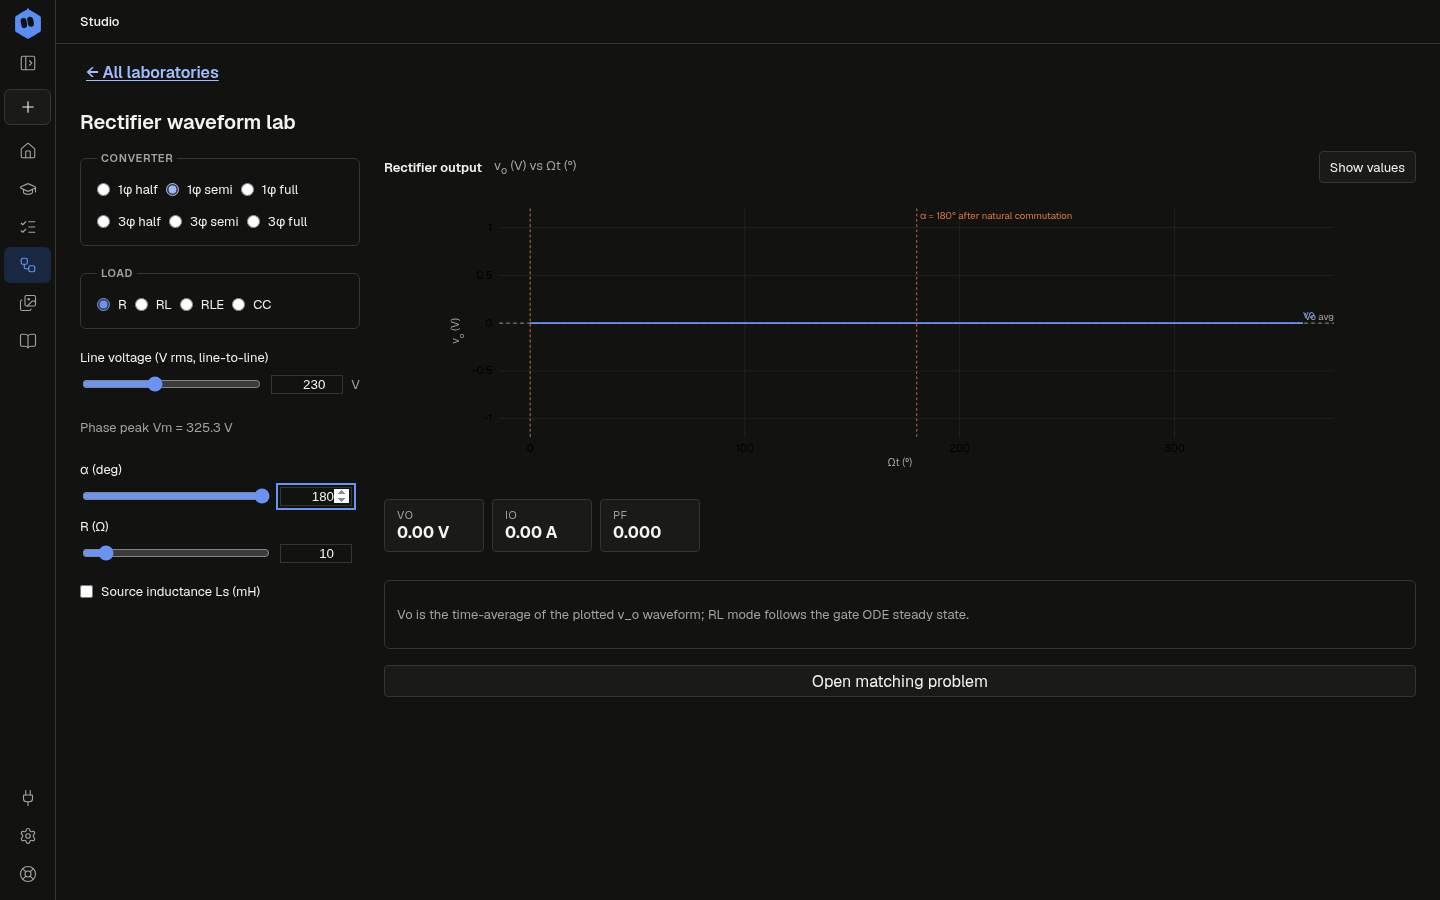 Studio
← All laboratories
Rectifier waveform lab
CONVERTER
1φ half 1φ semi 1φ full
3φ half 3φ semi 3φ full
LOAD
R RL RLE CC
Line voltage (V rms, line-to-line)
230 V
Phase peak Vm = 325.3 V
α (deg)
180
R (Ω)
10
Source inductance Ls (mH)
Rectifier output vo (V) vs Ωt (°)
Show values
α = 180° after natural commutation
1
0.5
0
-0.5
-1
vo (V)
Vo avg
0 100 200 300
Ωt (°)
VO
0.00 V
IO
0.00 A
PF
0.000
Vo is the time-average of the plotted v_o waveform; RL mode follows the gate ODE steady state.
Open matching problem